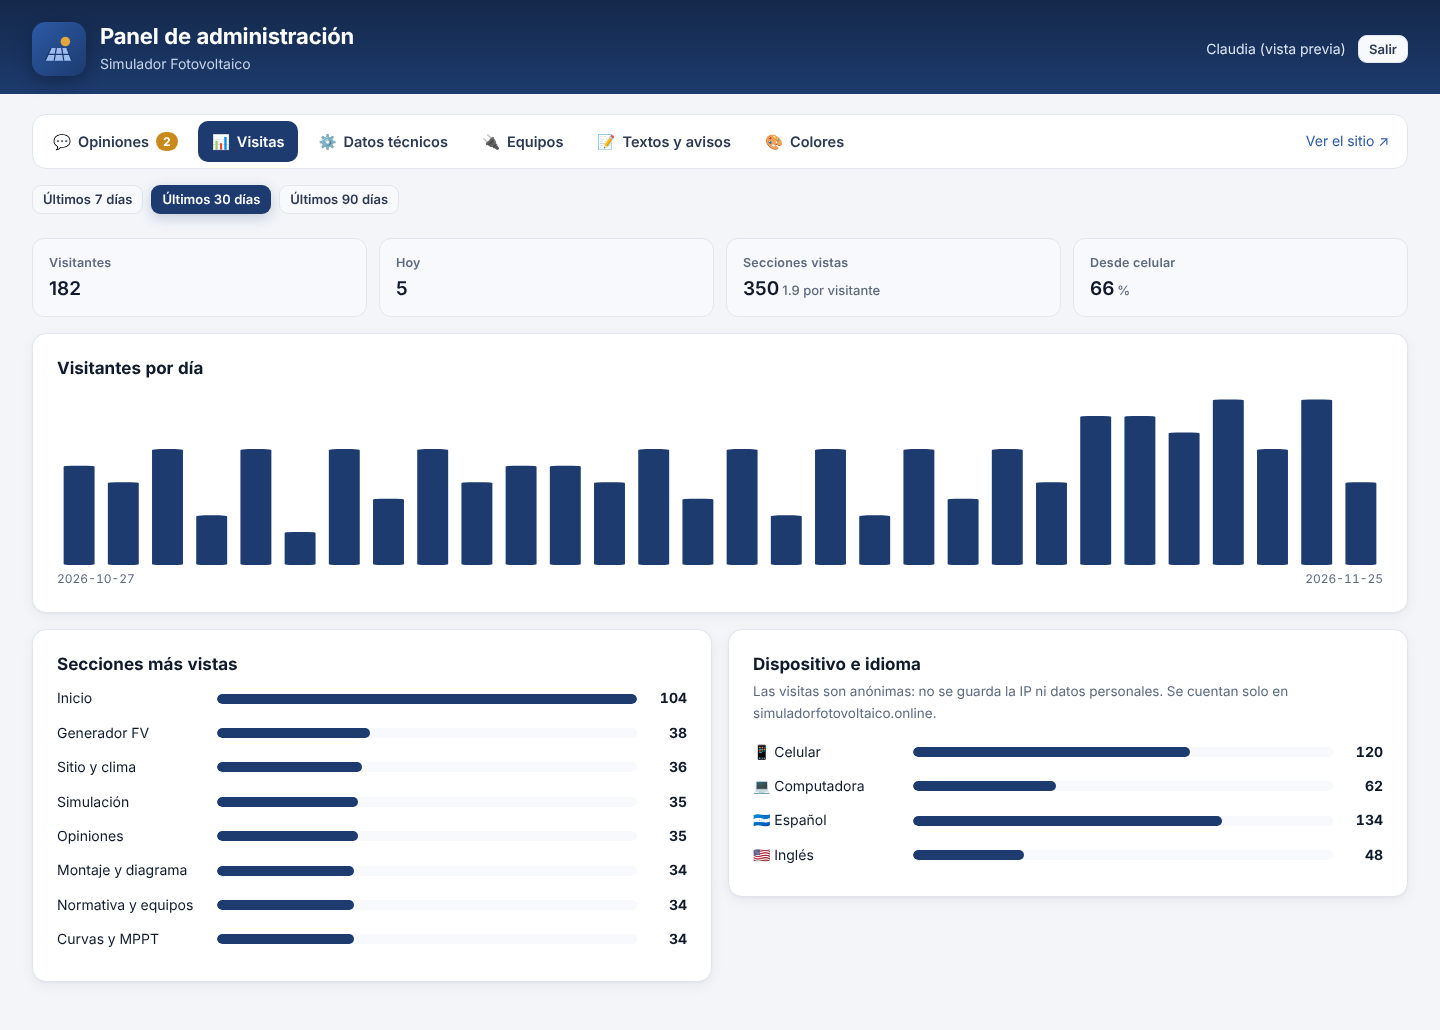 Panel de administración
Simulador Fotovoltaico
Claudia (vista previa)
Salir
Opiniones 2
Visitas
Datos técnicos
Equipos
Textos y avisos
Colores
Ver el sitio ↗
Últimos 7 días
Últimos 30 días
Últimos 90 días
Visitantes
182
Hoy
5
Secciones vistas
350 1.9 por visitante
Desde celular
66 %
Visitantes por día
2026-10-27
2026-11-25
Secciones más vistas
Inicio 104
Generador FV 38
Sitio y clima 36
Simulación 35
Opiniones 35
Montaje y diagrama 34
Normativa y equipos 34
Curvas y MPPT 34
Dispositivo e idioma
Las visitas son anónimas: no se guarda la IP ni datos personales. Se cuentan solo en
simuladorfotovoltaico.online.
Celular 120
Computadora 62
Español 134
Inglés 48